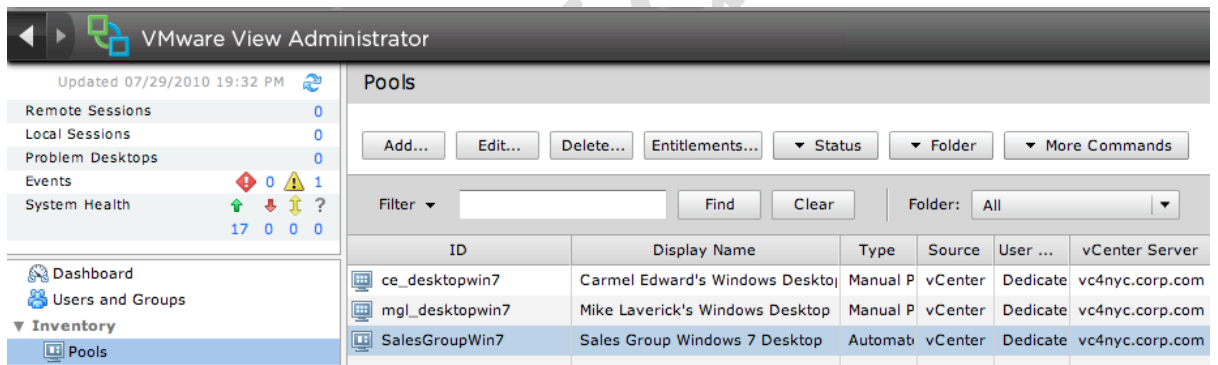 VMware View Administrator
Updated 07/29/2010 19:32 PM
Remote Sessions 0
Local Sessions 0
Problem Desktops 0
Events 0 1
System Health ?
17 0 0 0
Dashboard
Users and Groups
Inventory
Pools
Pools
Add... Edit... Delete... Entitlements... Status Folder More Commands
Filter Find Clear Folder: All
ID Display Name Type Source User ... vCenter Server
ce_desktopwin7 Carmel Edward's Windows Desktop Manual P vCenter Dedicate vc4nyc.corp.com
mgl_desktopwin7 Mike Laverick's Windows Desktop Manual P vCenter Dedicate vc4nyc.corp.com
SalesGroupWin7 Sales Group Windows 7 Desktop Automat vCenter Dedicate vc4nyc.corp.com